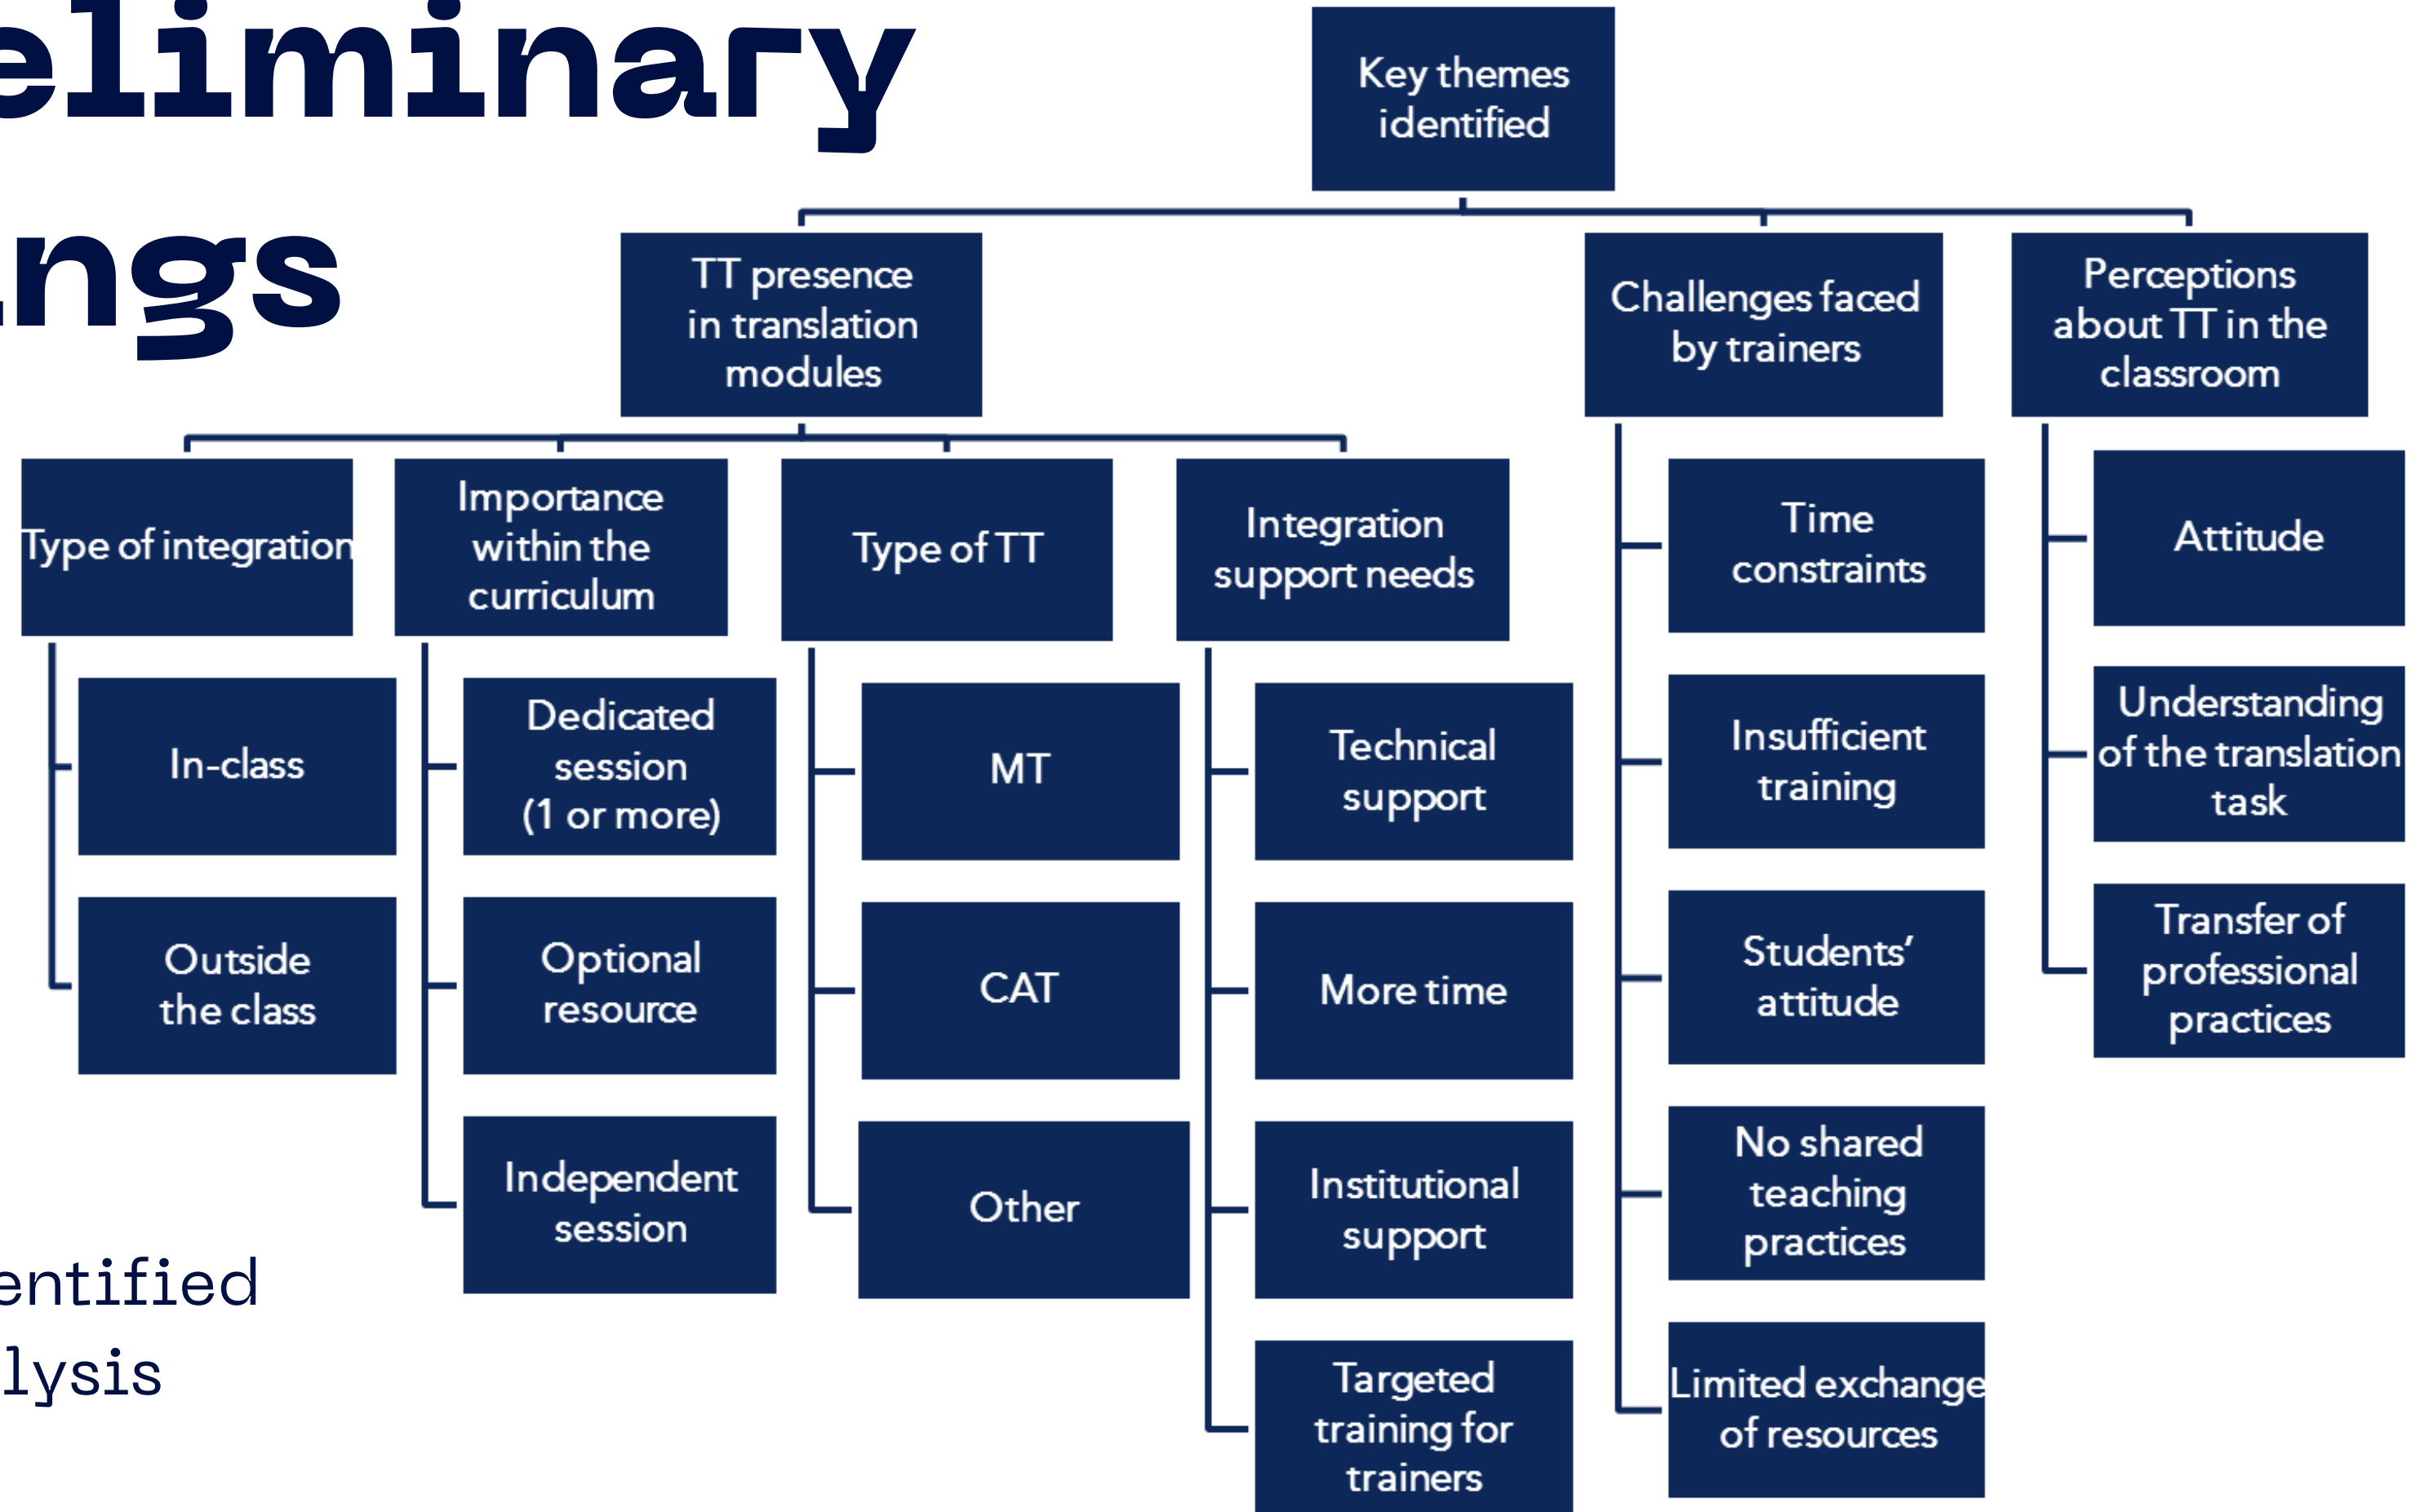 eliminary
ngs
entified
lysis
Key themes
identified
TT presence
in translation
modules
Challenges faced
by trainers
Perceptions
about TT in the
classroom
Type of integration
Importance
within the
curriculum
Type of TT
Integration
support needs
In-class
Outside
the class
Dedicated
session
(1 or more)
Optional
resource
Independent
session
MT
CAT
Other
Technical
support
More time
Institutional
support
Targeted
training for
trainers
Time
constraints
Insufficient
training
Students’
attitude
No shared
teaching
practices
Limited exchange
of resources
Attitude
Understanding
of the translation
task
Transfer of
professional
practices